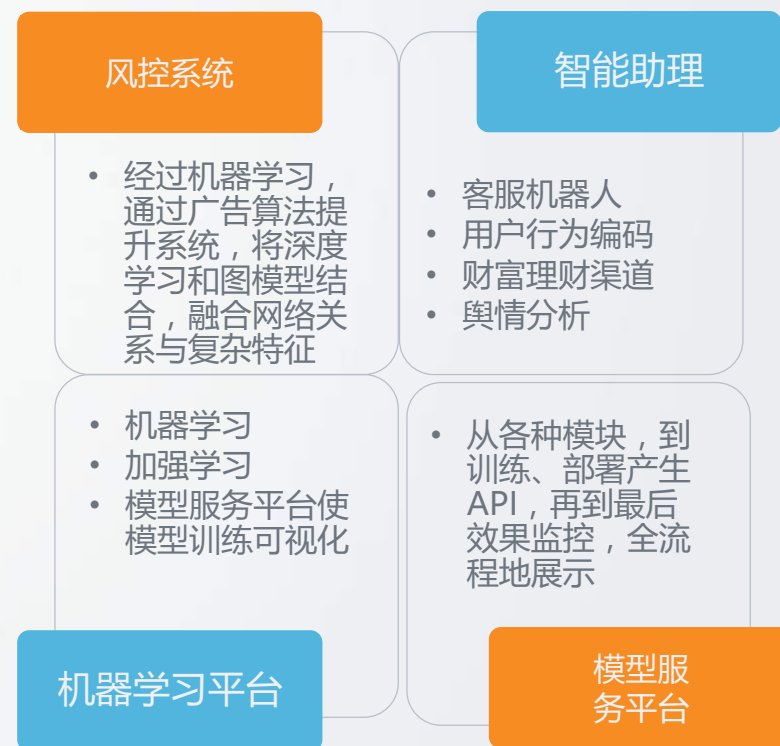 风控系统
• 经过机器学习，
通过广告算法提
升系统，将深度
学习和图模型结
合，融合网络关
系与复杂特征
智能助理
• 客服机器人
• 用户行为编码
• 财富理财渠道
• 舆情分析
• 机器学习
• 加强学习
• 模型服务平台使
模型训练可视化
机器学习平台
• 从各种模块，到
训练、部署产生
API，再到最后
效果监控，全流
程地展示
模型服
务平台